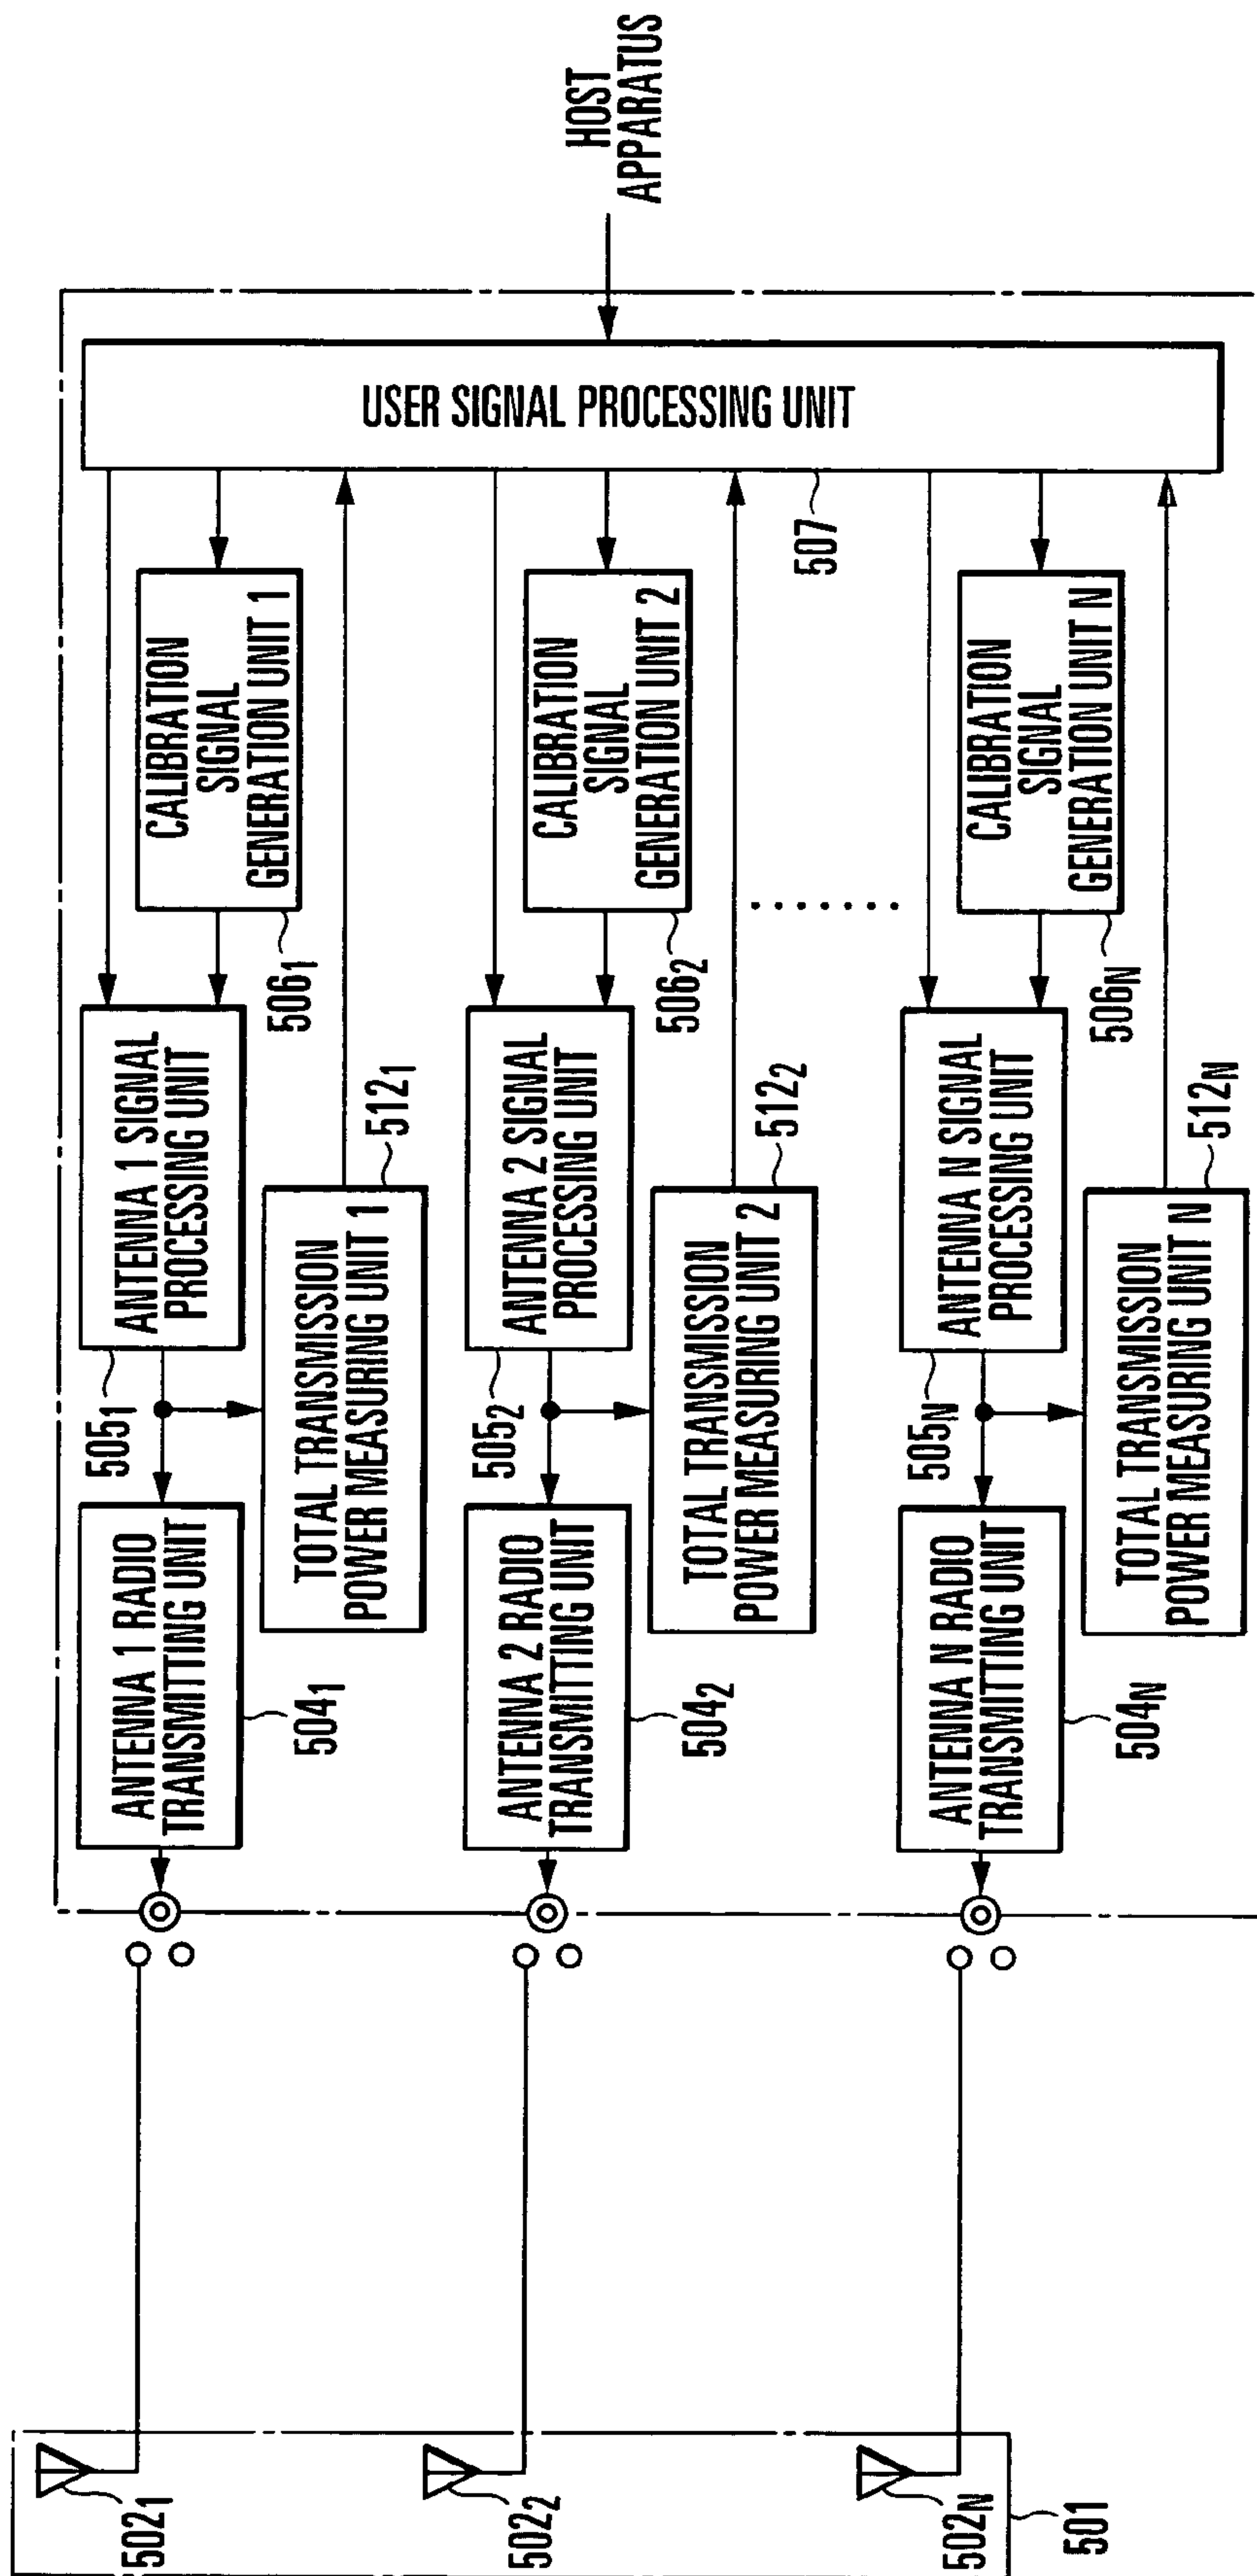 HOST
APPARATUS
USER SIGNAL PROCESSING UNIT
507
CALIBRATION
SIGNAL
GENERATION UNIT 1
506₁
ANTENNA 1 SIGNAL
PROCESSING UNIT
505₁
TOTAL TRANSMISSION
POWER MEASURING UNIT 1
512₁
ANTENNA 1 RADIO
TRANSMITTING UNIT
504₁
502₁
CALIBRATION
SIGNAL
GENERATION UNIT 2
506₂
ANTENNA 2 SIGNAL
PROCESSING UNIT
505₂
TOTAL TRANSMISSION
POWER MEASURING UNIT 2
512₂
ANTENNA 2 RADIO
TRANSMITTING UNIT
504₂
502₂
CALIBRATION
SIGNAL
GENERATION UNIT N
506N
ANTENNA N SIGNAL
PROCESSING UNIT
505N
TOTAL TRANSMISSION
POWER MEASURING UNIT N
512N
ANTENNA N RADIO
TRANSMITTING UNIT
504N
502N
501